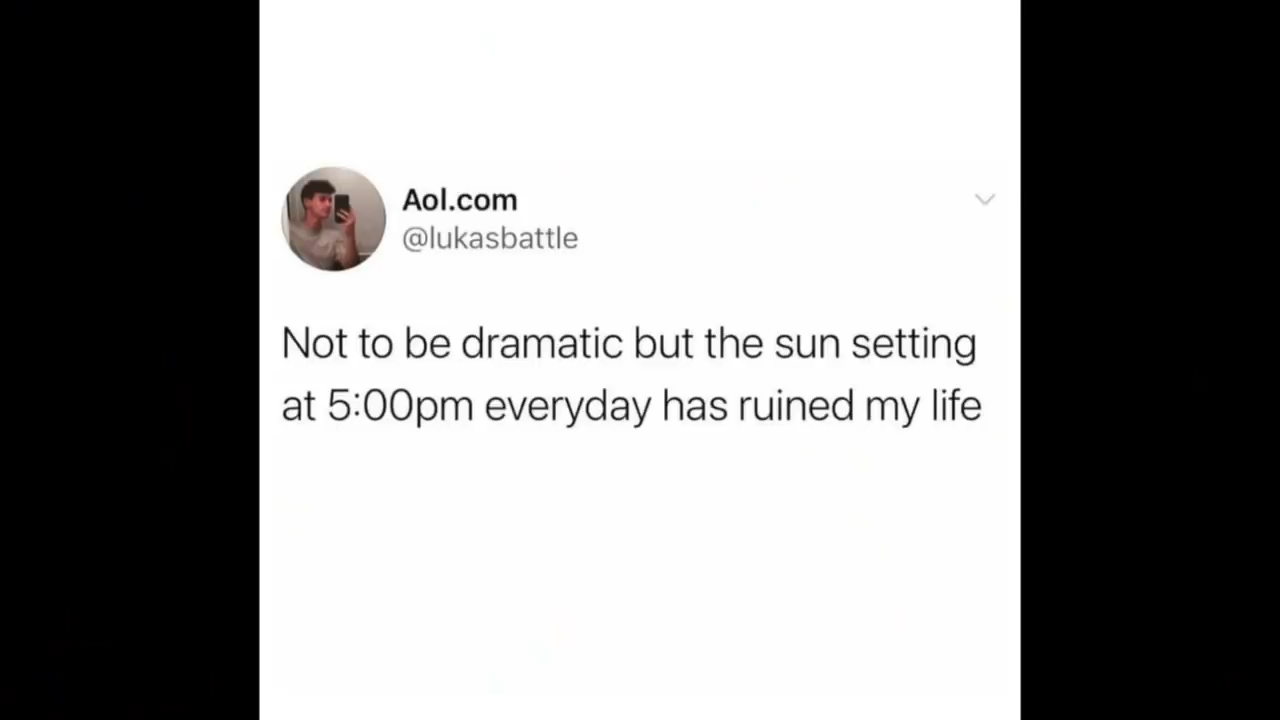 Aol.com
@lukasbattle
Not to be dramatic but the sun setting
at 5:00pm everyday has ruined my life